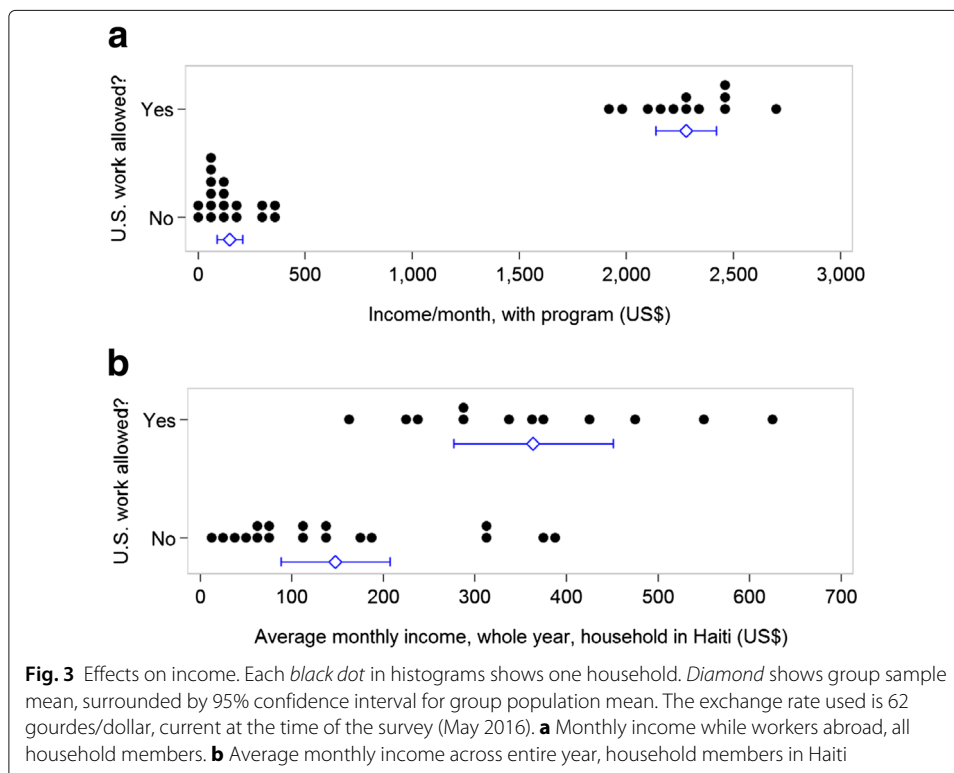 a
U.S. work allowed?
Yes
No
0 500 1,000 1,500 2,000 2,500 3,000
Income/month, with program (US$)
b
U.S. work allowed?
Yes
No
0 100 200 300 400 500 600 700
Average monthly income, whole year, household in Haiti (US$)
Fig. 3 Effects on income. Each black dot in histograms shows one household. Diamond shows group sample
mean, surrounded by 95% confidence interval for group population mean. The exchange rate used is 62
gourdes/dollar, current at the time of the survey (May 2016). a Monthly income while workers abroad, all
household members. b Average monthly income across entire year, household members in Haiti